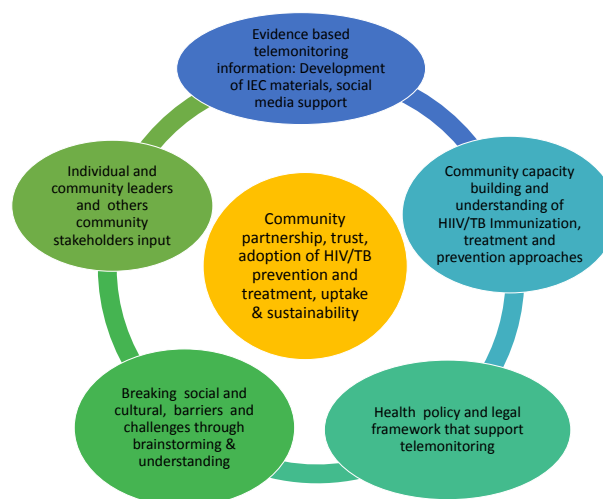 Evidence based
telemonitoring
information: Development
of IEC materials, social
media support
Community capacity
building and
understanding of
HIIV/TB Immunization,
treatment and
prevention approaches
Health policy and legal
framework that support
telemonitoring
Breaking social and
cultural, barriers and
challenges through
brainstorming &
understanding
Individual and
community leaders
and others
community
stakeholders input
Community
partnership, trust,
adoption of HIV/TB
prevention and
treatment, uptake
& sustainability